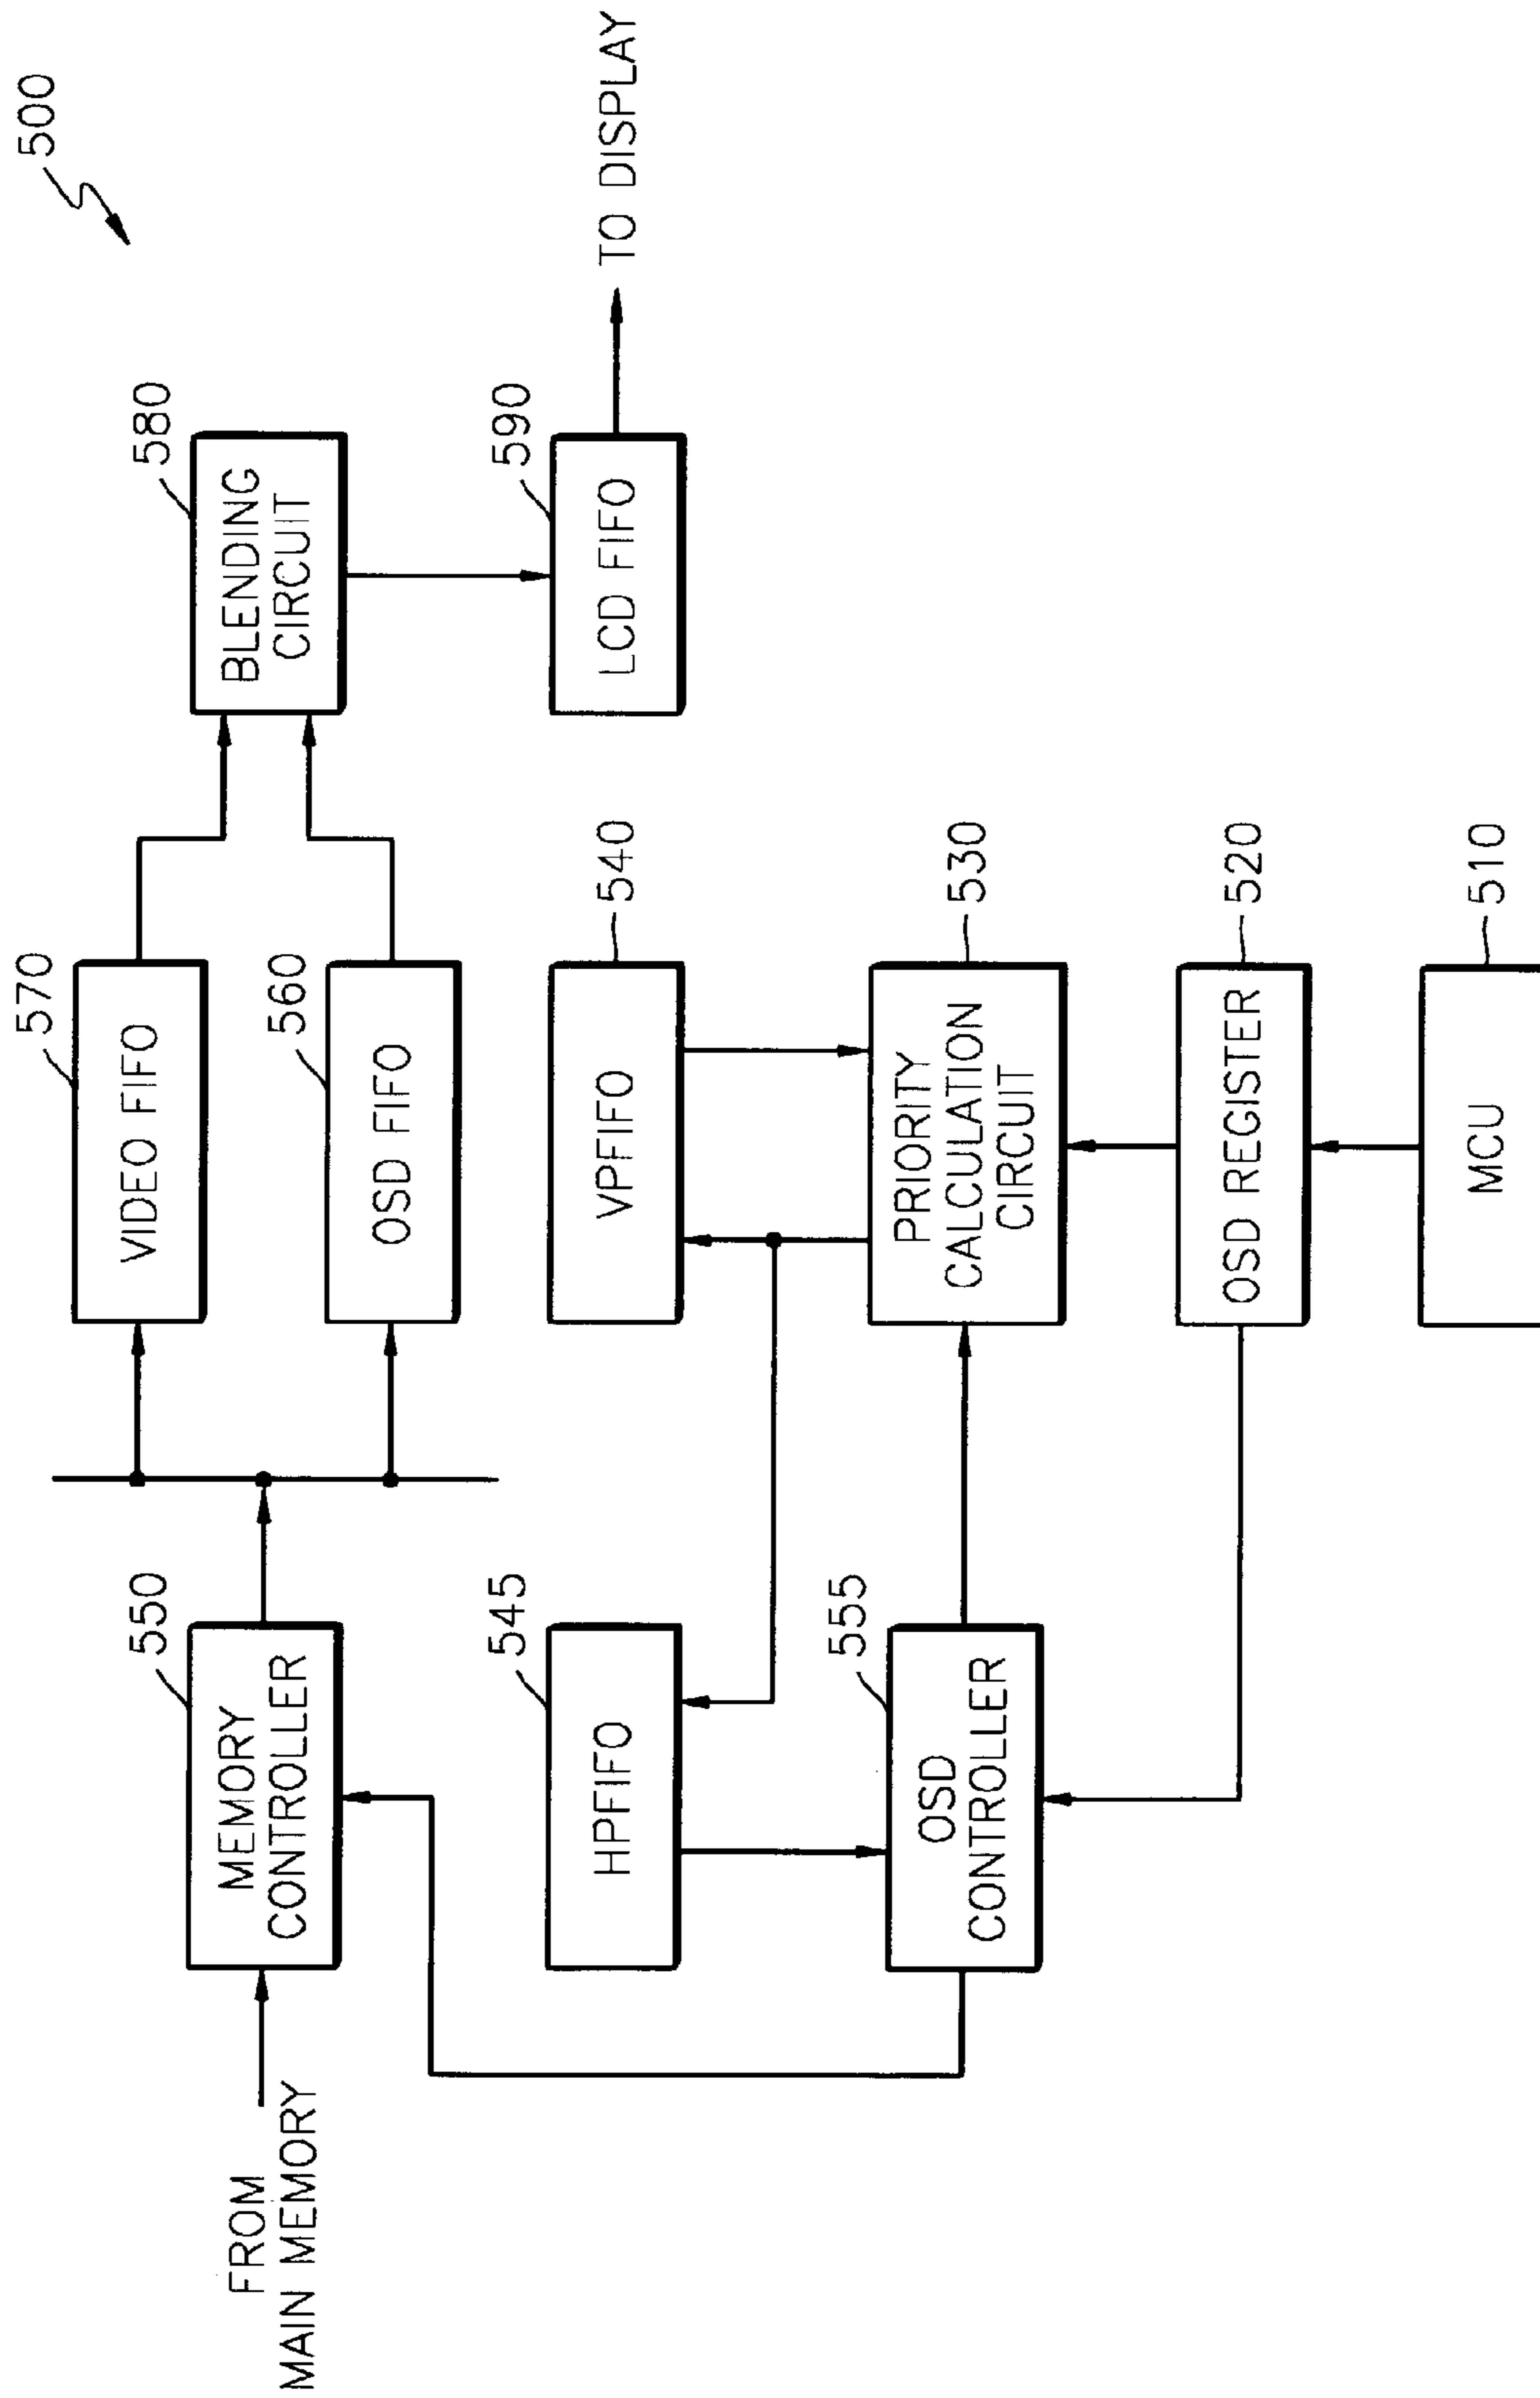 500
FROM
MAIN MEMORY
550
MEMORY
CONTROLLER
570
VIDEO FIFO
560
OSD FIFO
580
BLENDING
CIRCUIT
590
LCD FIFO
TO DISPLAY
545
HPFIFO
VPFIFO
540
555
OSD
CONTROLLER
PRIORITY
CALCULATION
CIRCUIT
530
OSD REGISTER
520
MCU
510